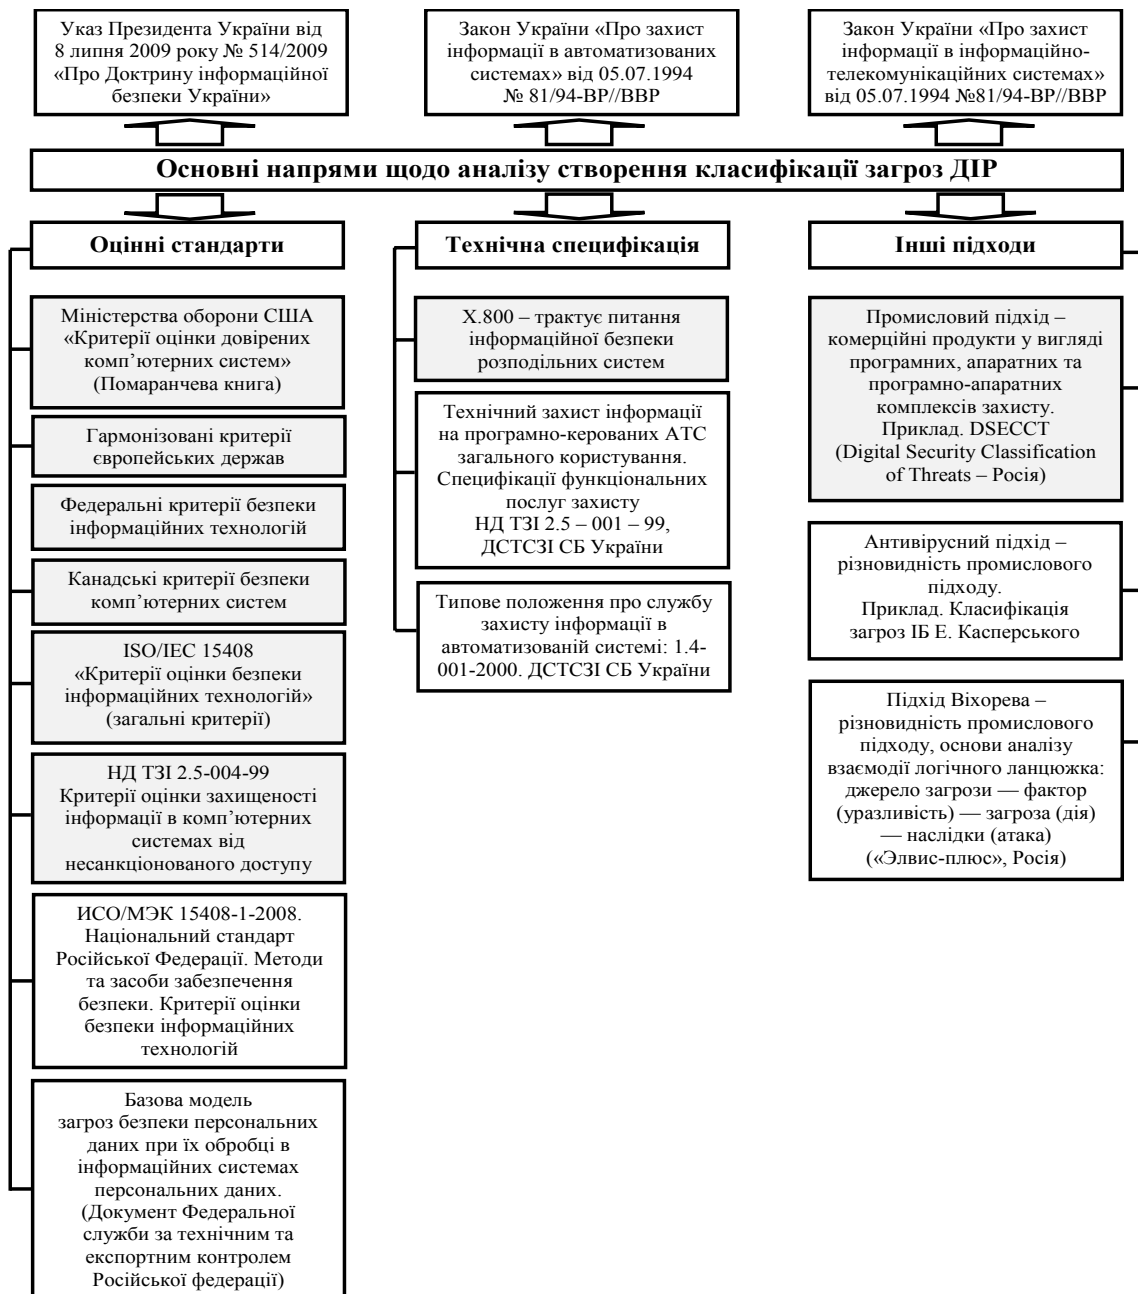 Указ Президента України від
8 липня 2009 року № 514/2009
«Про Доктрину інформаційної
безпеки України»
Закон України «Про захист
інформації в автоматизованих
системах» від 05.07.1994
№ 81/94-ВР//ВВР
Закон України «Про захист
інформації в інформаційно-
телекомунікаційних системах»
від 05.07.1994 №81/94-ВР//ВВР
Основні напрями щодо аналізу створення класифікації загроз ДІР
Оцінні стандарти
Міністерства оборони США
«Критерії оцінки довірених
комп’ютерних систем»
(Помаранчева книга)
Гармонізовані критерії
європейських держав
Федеральні критерії безпеки
інформаційних технологій
Канадські критерії безпеки
комп’ютерних систем
ISO/IEC 15408
«Критерії оцінки безпеки
інформаційних технологій»
(загальні критерії)
НД ТЗІ 2.5-004-99
Критерії оцінки захищеності
інформації в комп’ютерних
системах від
несанкціонованого доступу
ИСО/МЭК 15408-1-2008.
Національний стандарт
Російської Федерації. Методи
та засоби забезпечення
безпеки. Критерії оцінки
безпеки інформаційних
технологій
Базова модель
загроз безпеки персональних
даних при їх обробці в
інформаційних системах
персональних даних.
(Документ Федеральної
служби за технічним та
експортним контролем
Російської федерації)
Технічна специфікація
X.800 – трактує питання
інформаційної безпеки
розподільних систем
Технічний захист інформації
на програмно-керованих АТС
загального користування.
Специфікації функціональних
послуг захисту
НД ТЗІ 2.5 – 001 – 99,
ДСТСЗІ СБ України
Типове положення про службу
захисту інформації в
автоматизованій системі: 1.4-
001-2000. ДСТСЗІ СБ України
Інші підходи
Промисловий підхід –
комерційні продукти у вигляді
програмних, апаратних та
програмно-апаратних
комплексів захисту.
Приклад. DSECCT
(Digital Security Classification
of Threats – Росія)
Антивірусний підхід –
різновидність промислового
підходу.
Приклад. Класифікація
загроз ІБ Е. Касперського
Підхід Віхорева –
різновидність промислового
підходу, основи аналізу
взаємодії логічного ланцюжка:
джерело загрози — фактор
(уразливість) — загроза (дія)
— наслідки (атака)
(«Элвис-плюс», Росія)